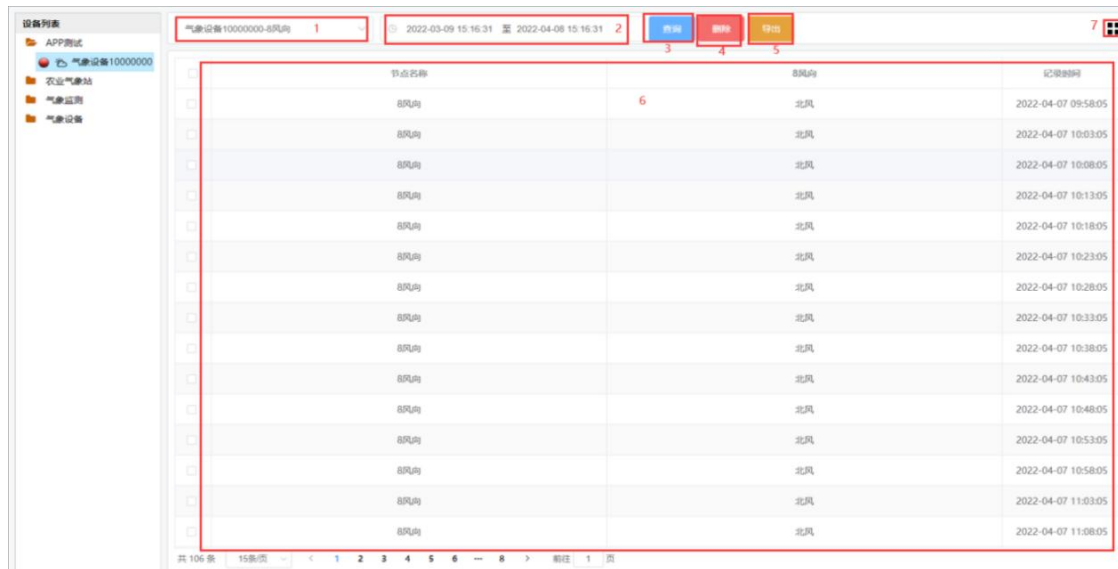 设备列表
APP测试
气象设备10000000
农业气象站
气象监测
气象设备
气象设备10000000-8风向 1
2022-03-09 15:16:31 至 2022-04-08 15:16:31 2
查询 删除 导出
3 4 5
7
节点名称 8风向 记录时间
8风向 6 北风 2022-04-07 09:58:05
8风向 北风 2022-04-07 10:03:05
8风向 北风 2022-04-07 10:08:05
8风向 北风 2022-04-07 10:13:05
8风向 北风 2022-04-07 10:18:05
8风向 北风 2022-04-07 10:23:05
8风向 北风 2022-04-07 10:28:05
8风向 北风 2022-04-07 10:33:05
8风向 北风 2022-04-07 10:38:05
8风向 北风 2022-04-07 10:43:05
8风向 北风 2022-04-07 10:48:05
8风向 北风 2022-04-07 10:53:05
8风向 北风 2022-04-07 10:58:05
8风向 北风 2022-04-07 11:03:05
8风向 北风 2022-04-07 11:08:05
共 106 条 15条/页 < 1 2 3 4 5 6 ··· 8 > 前往 1 页